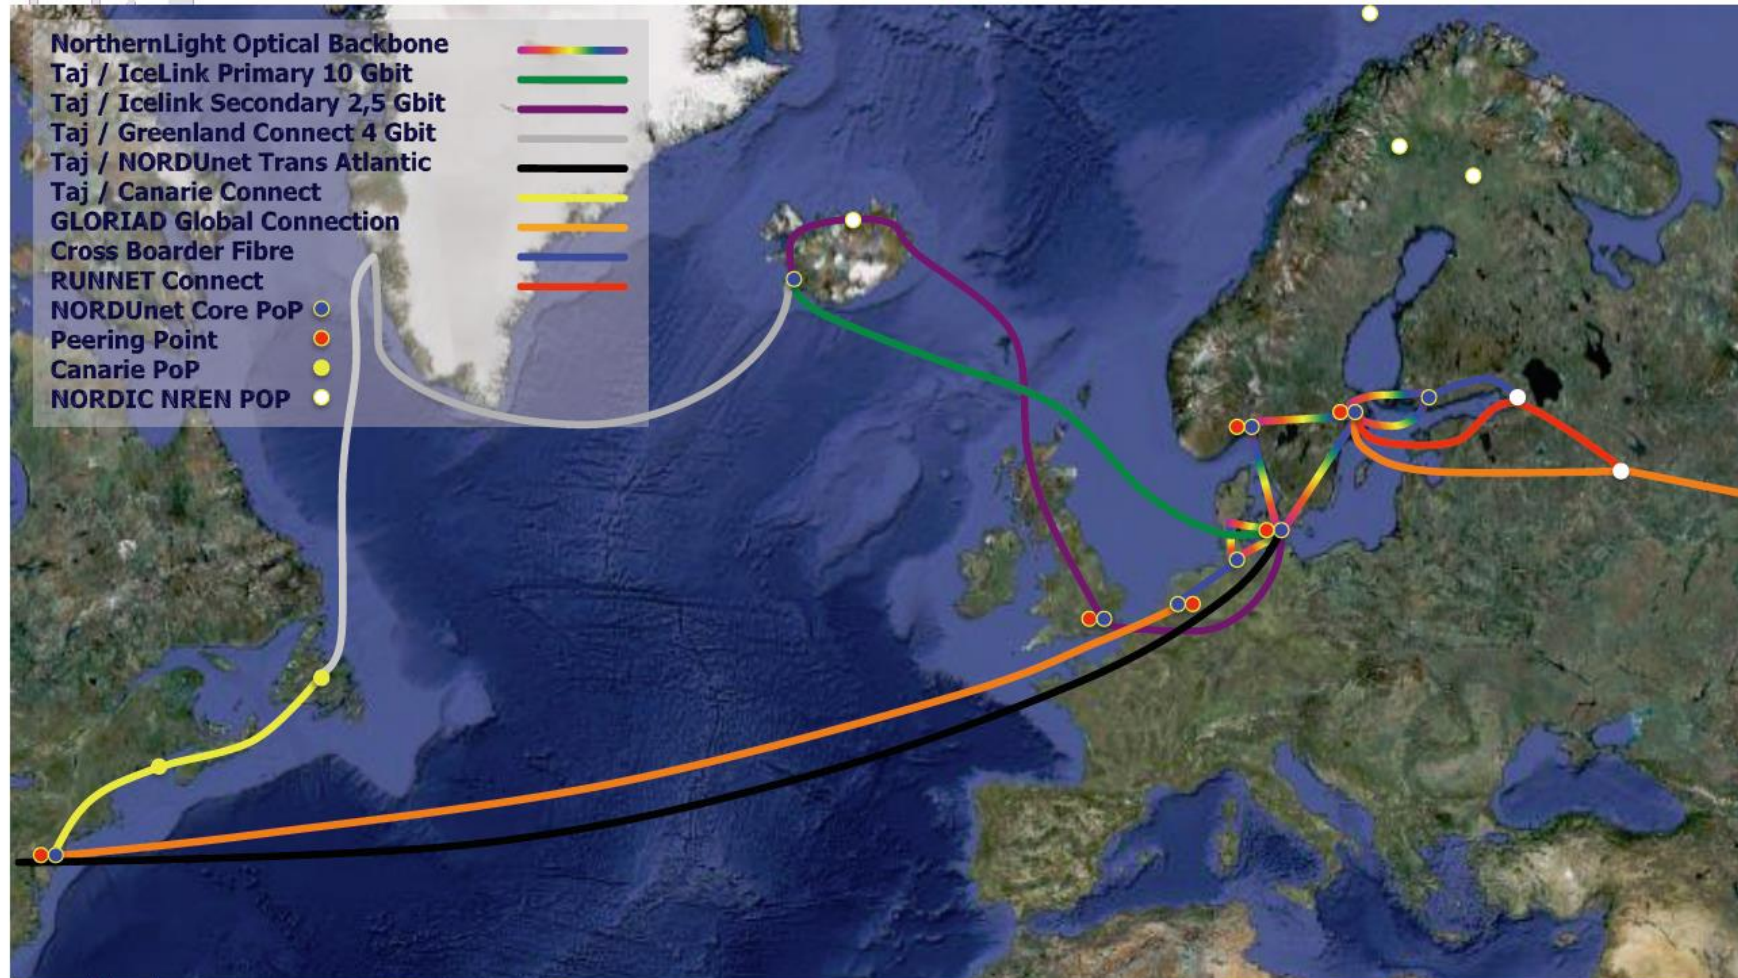 NorthernLight Optical Backbone
Taj / IceLink Primary 10 Gbit
Taj / Icelink Secondary 2,5 Gbit
Taj / Greenland Connect 4 Gbit
Taj / NORDUnet Trans Atlantic
Taj / Canarie Connect
GLORIAD Global Connection
Cross Boarder Fibre
RUNNET Connect
NORDUnet Core PoP
Peering Point
Canarie PoP
NORDIC NREN POP